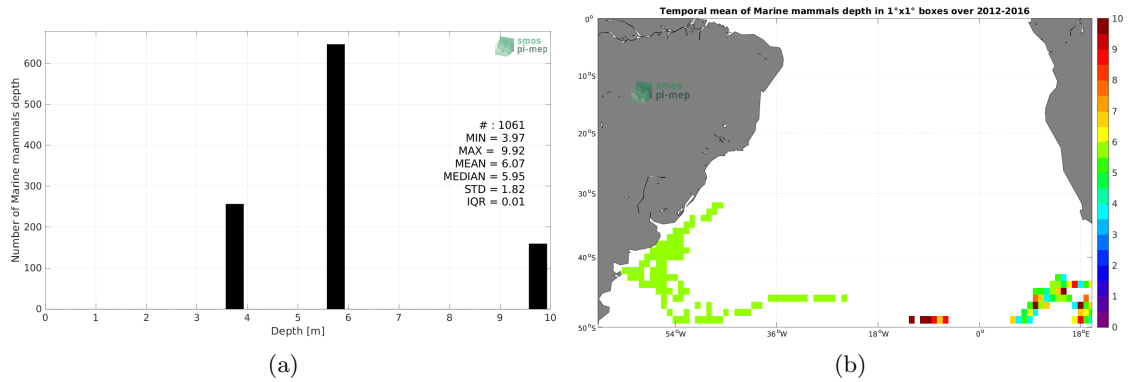 smos
pi-mep
600
500
400
300
200
100
0
Number of Marine mammals depth
# : 1061
MIN = 3.97
MAX = 9.92
MEAN = 6.07
MEDIAN = 5.95
STD = 1.82
IQR = 0.01
0 1 2 3 4 5 6 7 8 9 10
Depth [m]
(a)
Temporal mean of Marine mammals depth in 1°x1° boxes over 2012-2016
smos
pi-mep
0°
10°S
20°S
30°S
40°S
50°S
54°W 36°W 18°W 0° 18°E
10
9
8
7
6
5
4
3
2
1
0
(b)